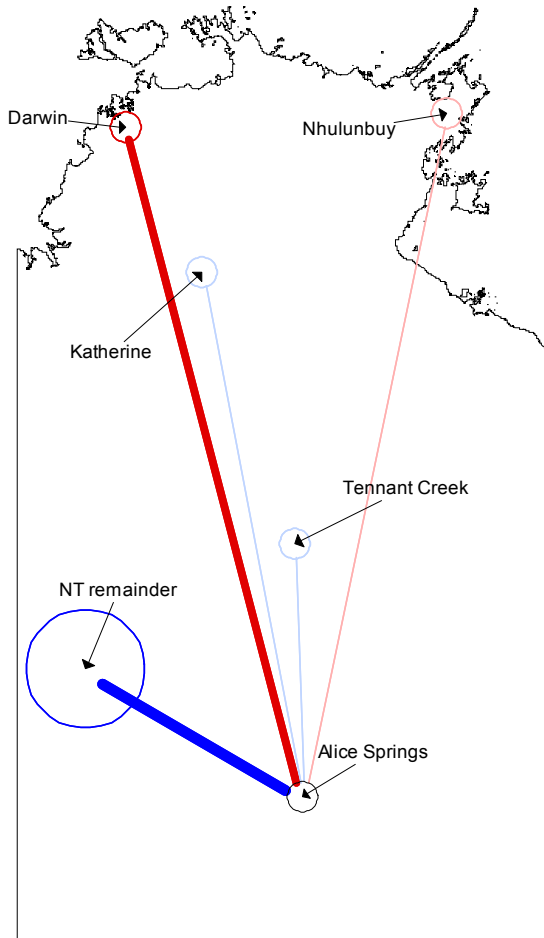 Darwin
Nhulunbuy
Katherine
Tennant Creek
NT remainder
Alice Springs